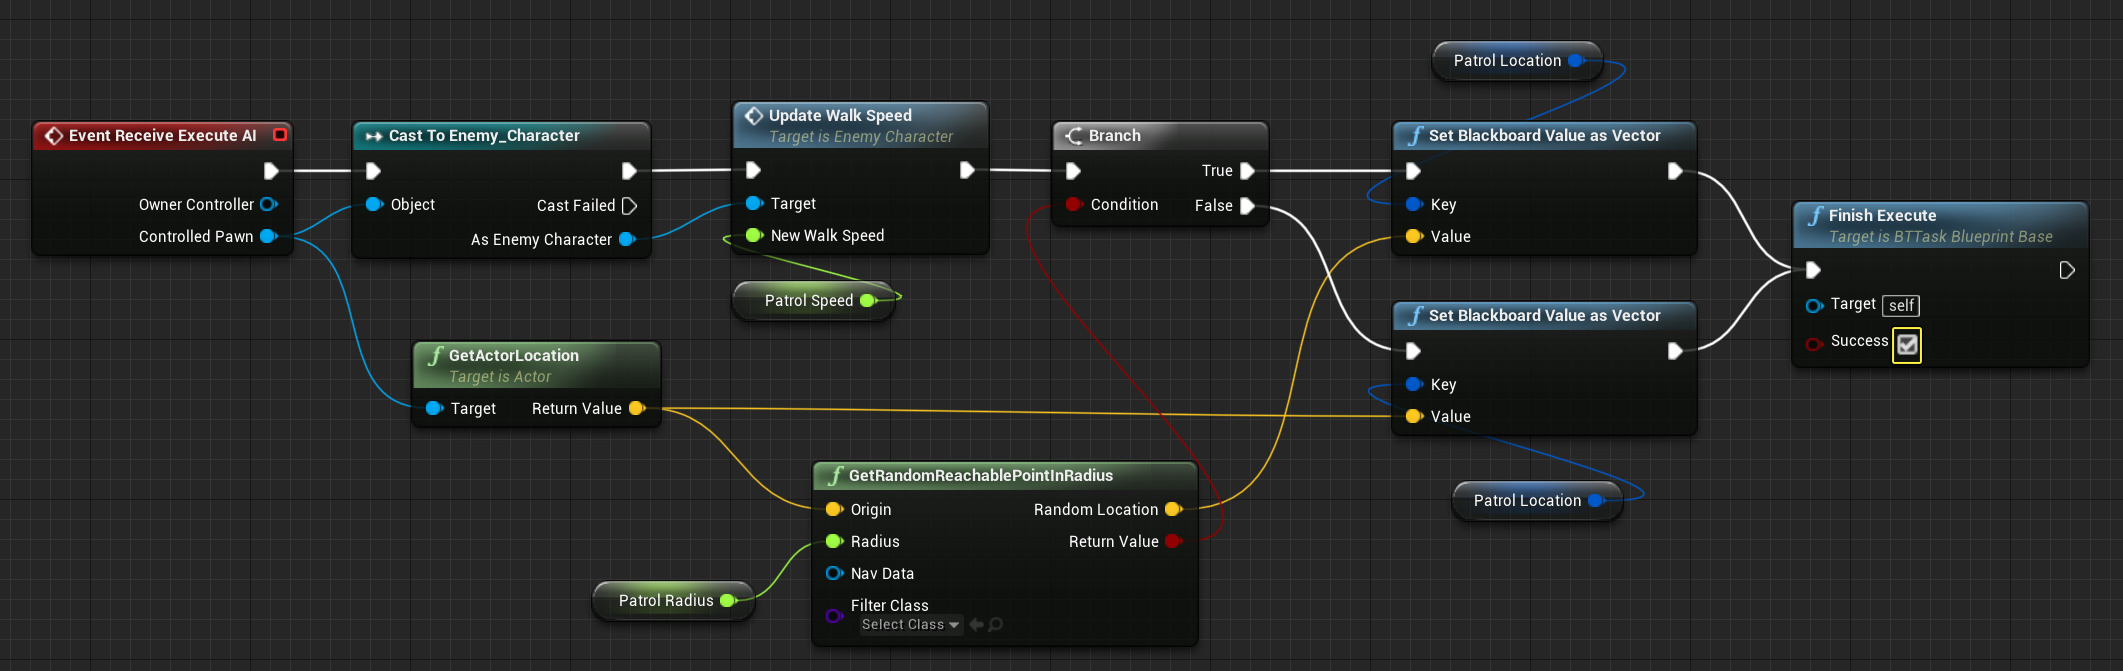 Patrol Location
Event Receive Execute AI
Owner Controller
Controlled Pawn
Cast To Enemy_Character
Object
Cast Failed
As Enemy Character
Update Walk Speed
Target is Enemy Character
Target
New Walk Speed
Patrol Speed
Branch
True
Condition
False
Set Blackboard Value as Vector
Key
Value
Set Blackboard Value as Vector
Key
Value
Finish Execute
Target is BTTask Blueprint Base
Target self
Success
GetActorLocation
Target is Actor
Target Return Value
GetRandomReachablePointInRadius
Origin Random Location
Radius Return Value
Nav Data
Filter Class
Select Class
Patrol Radius
Patrol Location